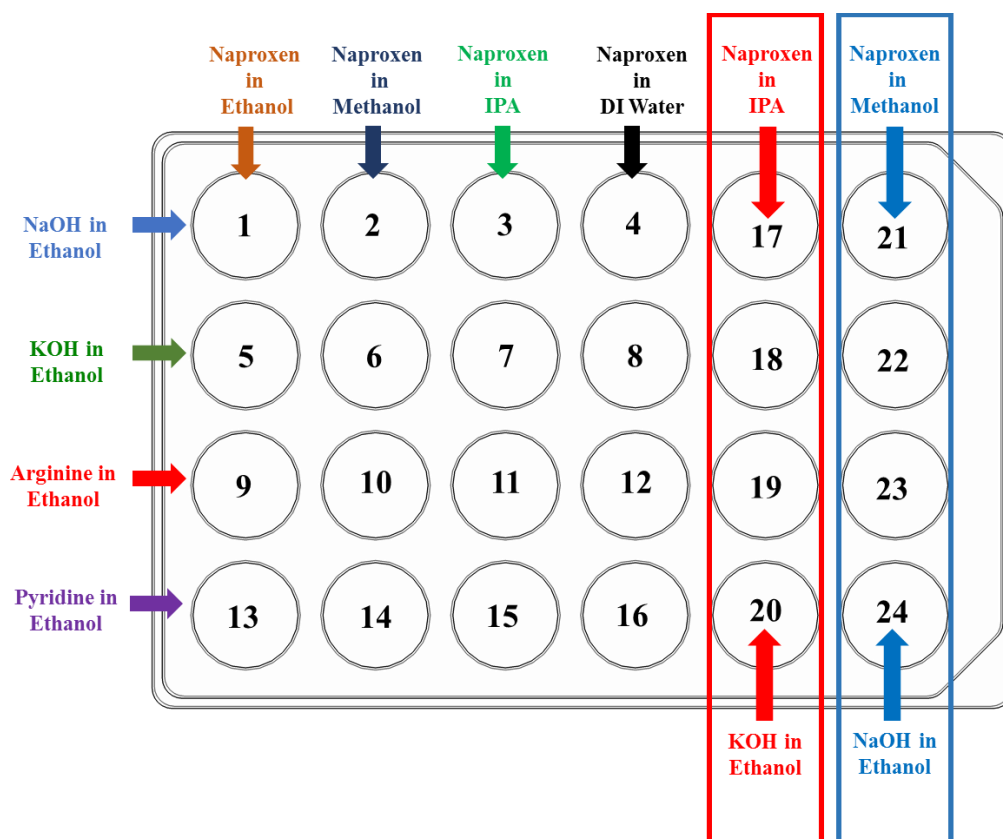 Naproxen
in
Ethanol
Naproxen
in
Methanol
Naproxen
in
IPA
Naproxen
in
DI Water
Naproxen
in
IPA
Naproxen
in
Methanol
NaOH in
Ethanol
1
2
3
4
17
21
KOH in
Ethanol
5
6
7
8
18
22
Arginine in
Ethanol
9
10
11
12
19
23
Pyridine in
Ethanol
13
14
15
16
20
24
KOH in
Ethanol
NaOH in
Ethanol